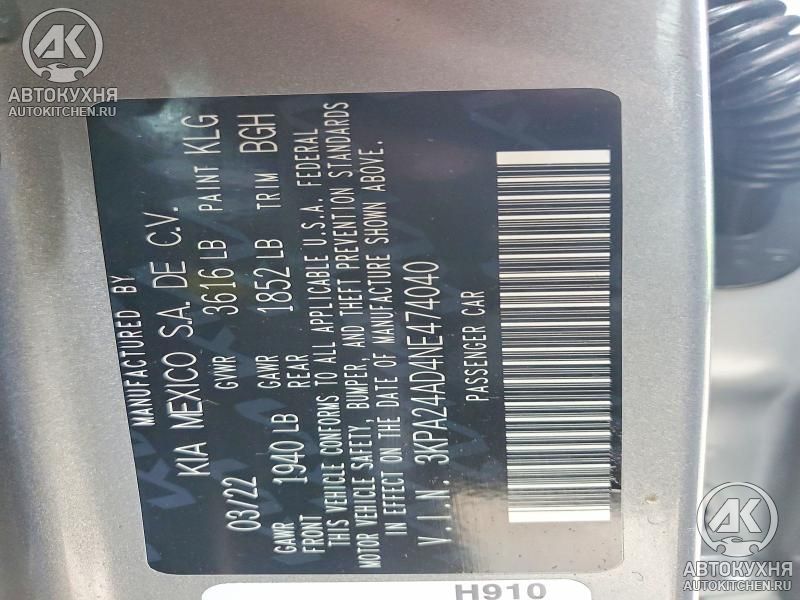 AK
АВТОКУХНЯ
AUTOKITCHEN.RU
MANUFACTURED BY
KIA MEXICO S.A. DE C.V.
03/22 GVWR 3616 LB PAINT KLG
GAWR 1940 LB GAWR 1852 LB TRIM BGH
FRONT REAR
THIS VEHICLE CONFORMS TO ALL APPLICABLE U.S.A. FEDERAL
MOTOR VEHICLE SAFETY, BUMPER, AND THEFT PREVENTION STANDARDS
IN EFFECT ON THE DATE OF MANUFACTURE SHOWN ABOVE.
V.I.N. 3KPA24AD4NE474040
PASSENGER CAR
H910
AK
АВТОКУХНЯ
AUTOKITCHEN.RU